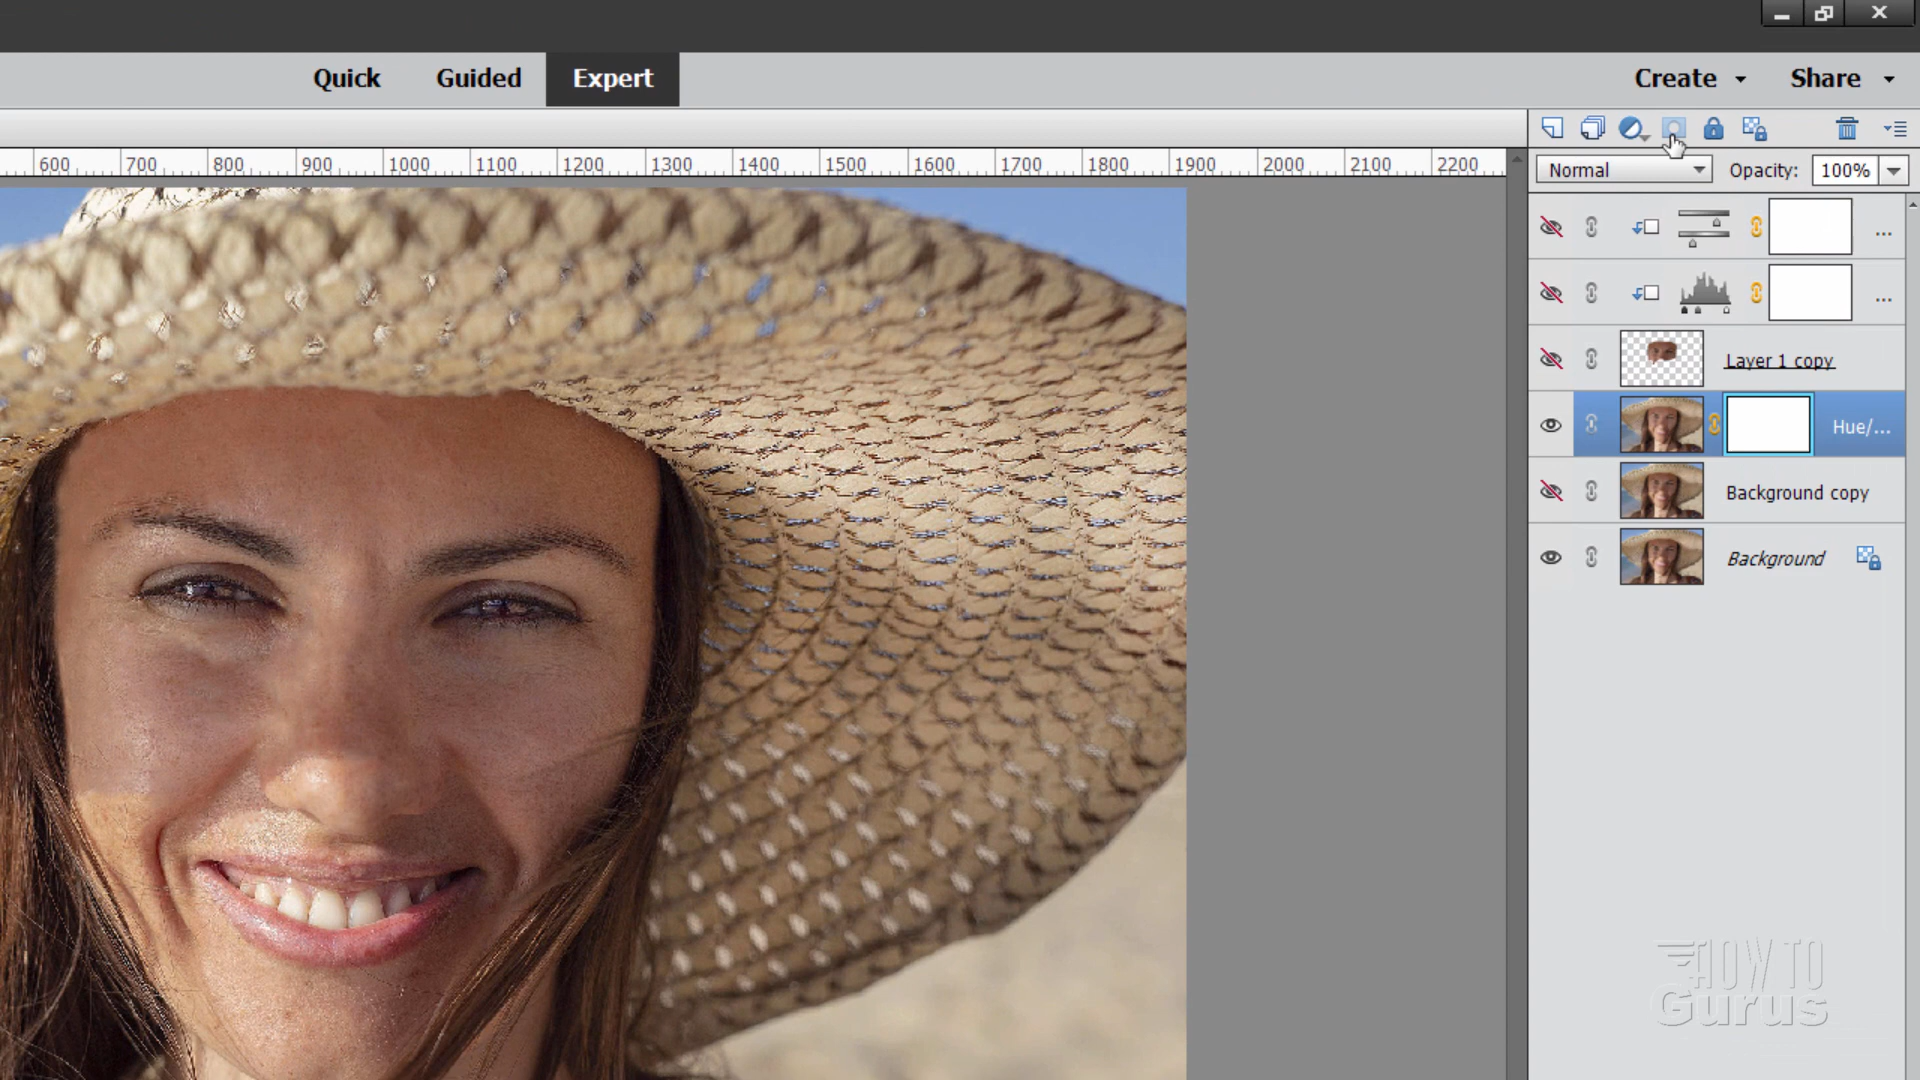 Quick Guided Expert Create Share
600 700 800 900 1000 1100 1200 1300 1400 1500 1600 1700 1800 1900 2000 2100 2200
Normal Opacity: 100%
...
...
Layer 1 copy
Hue/...
Background copy
Background
HOW TO
Gurus